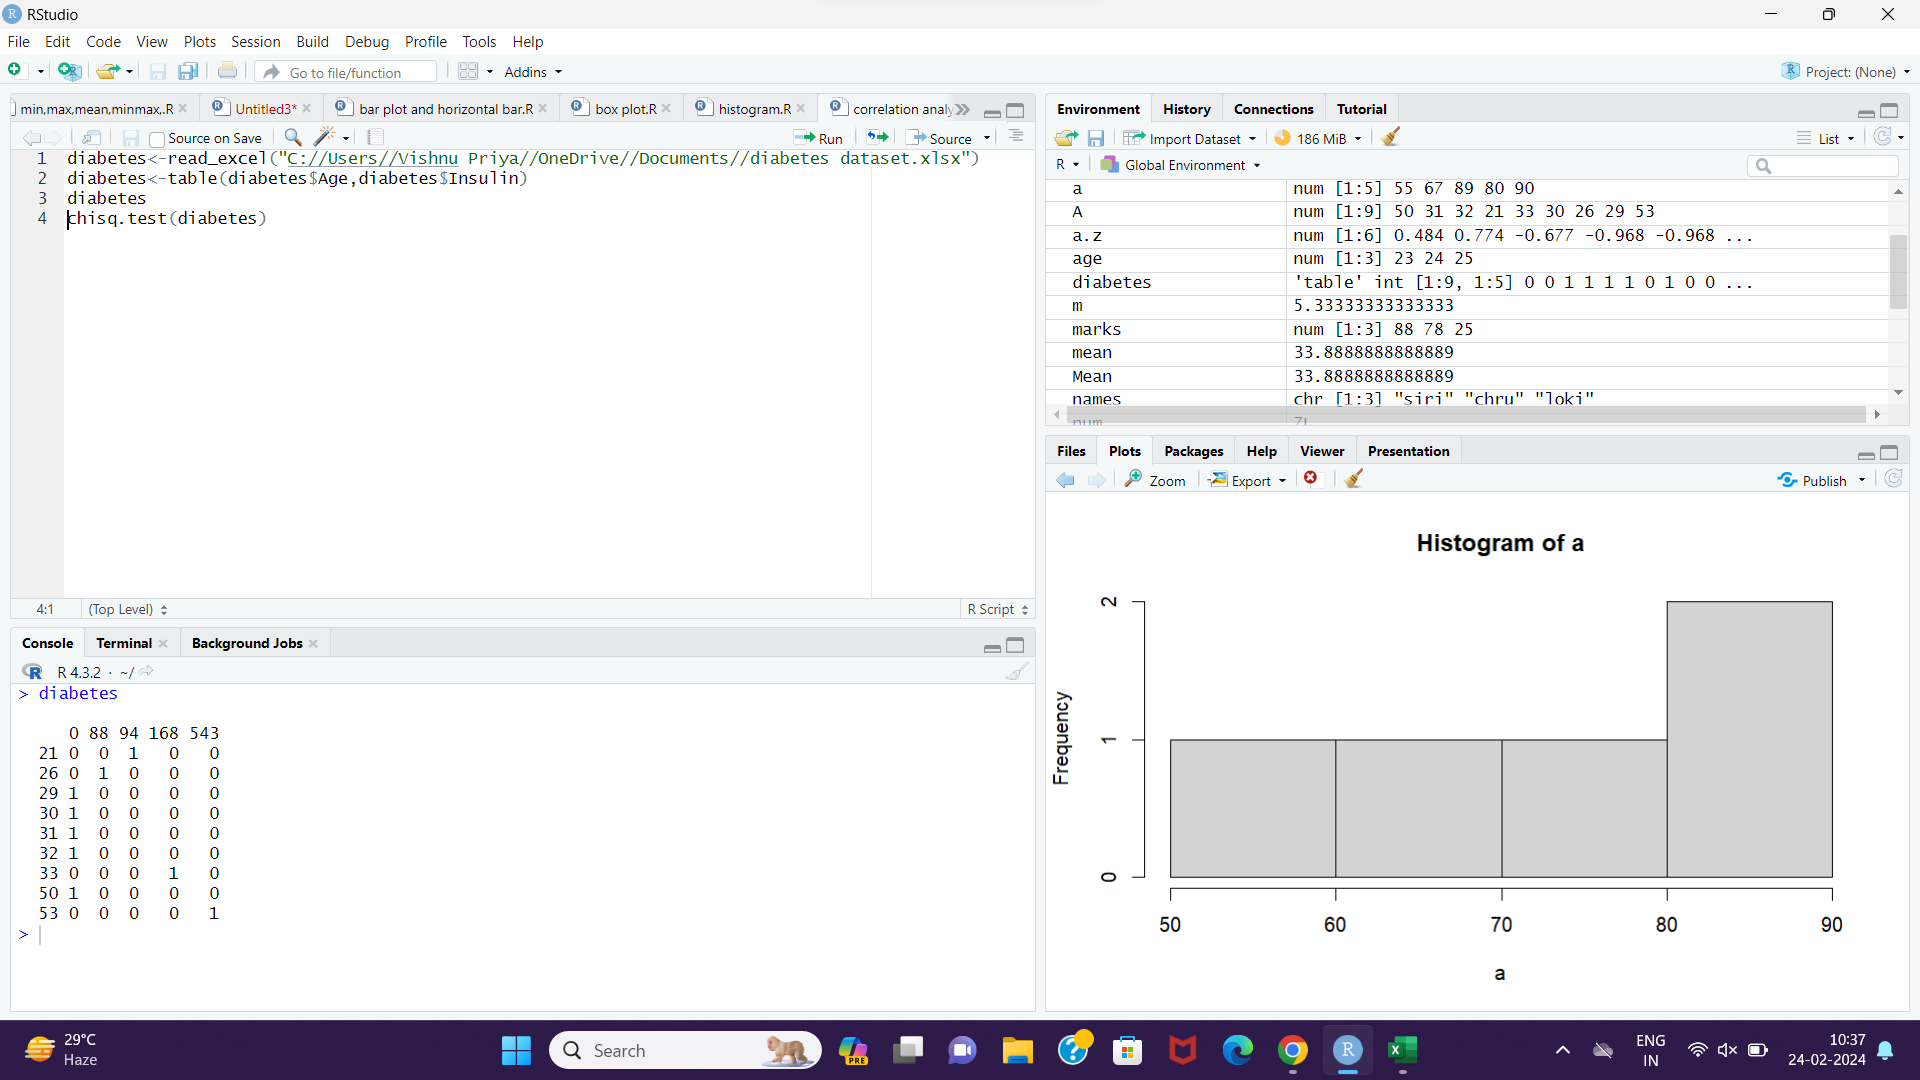 RStudio
File Edit Code View Plots Session Build Debug Profile Tools Help
Go to file/function Addins Project: (None)
min,max,mean,minmax,.R Untitled3* bar plot and horizontal bar.R box plot.R histogram.R correlation analy
Source on Save Run Source
1 diabetes<-read_excel("C://Users//Vishnu Priya//OneDrive//Documents//diabetes dataset.xlsx")
2 diabetes<-table(diabetes$Age,diabetes$Insulin)
3 diabetes
4 chisq.test(diabetes)
4:1 (Top Level) R Script
Console Terminal Background Jobs
R 4.3.2 · ~/
> diabetes
0 88 94 168 543
21 0 0 1 0 0
26 0 1 0 0 0
29 1 0 0 0 0
30 1 0 0 0 0
31 1 0 0 0 0
32 1 0 0 0 0
33 0 0 0 1 0
50 1 0 0 0 0
53 0 0 0 0 1
>
Environment History Connections Tutorial
Import Dataset 186 MiB List
R Global Environment
a num [1:5] 55 67 89 80 90
A num [1:9] 50 31 32 21 33 30 26 29 53
a.z num [1:6] 0.484 0.774 -0.677 -0.968 -0.968 ...
age num [1:3] 23 24 25
diabetes 'table' int [1:9, 1:5] 0 0 1 1 1 1 0 1 0 0 ...
m 5.33333333333333
marks num [1:3] 88 78 25
mean 33.8888888888889
Mean 33.8888888888889
names chr [1:3] "siri" "chru" "loki"
num 71
Files Plots Packages Help Viewer Presentation
Zoom Export Publish
Histogram of a
Frequency
2
1
0
50 60 70 80 90
a
29°C
Haze
Search
PRE
ENG
IN
10:37
24-02-2024